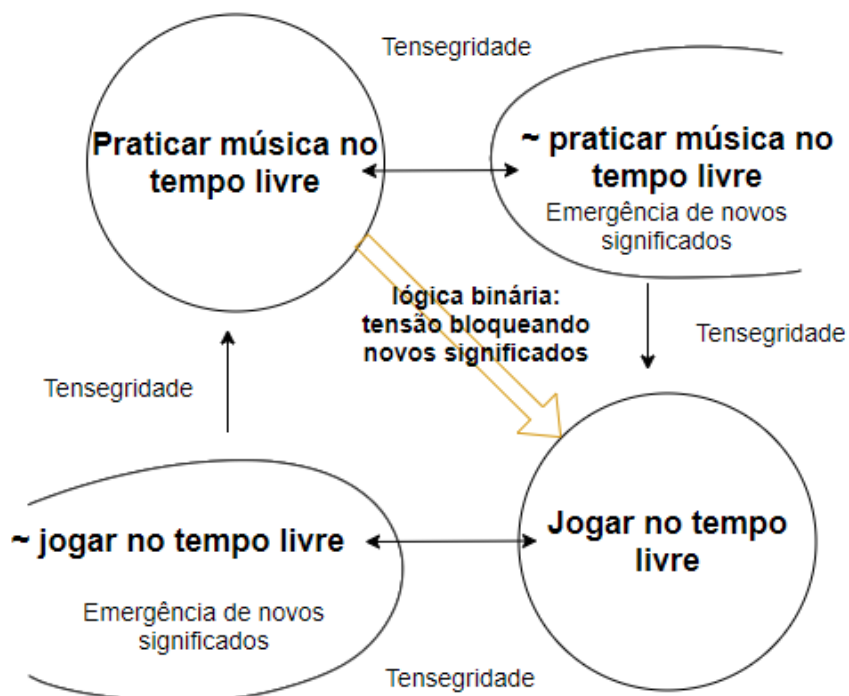 Tensegridade
Praticar música no
tempo livre
~ praticar música no
tempo livre
Emergência de novos
significados
lógica binária:
tensão bloqueando
novos significados
Tensegridade
Tensegridade
~ jogar no tempo livre
Emergência de novos
significados
Jogar no tempo
livre
Tensegridade